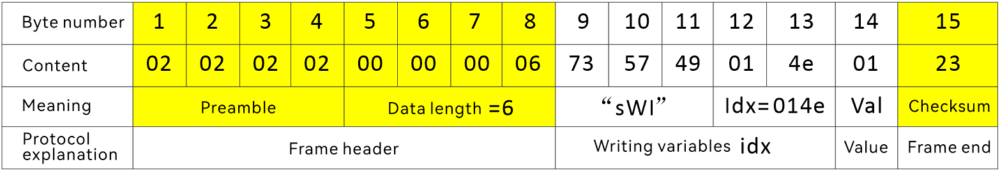 Byte number 1 2 3 4 5 6 7 8 9 10 11 12 13 14 15
Content 02 02 02 02 00 00 00 06 73 57 49 01 4e 01 23
Meaning Preamble Data length =6 “sWI” Idx=014e Val Checksum
Protocol explanation Frame header Writing variables idx Value Frame end